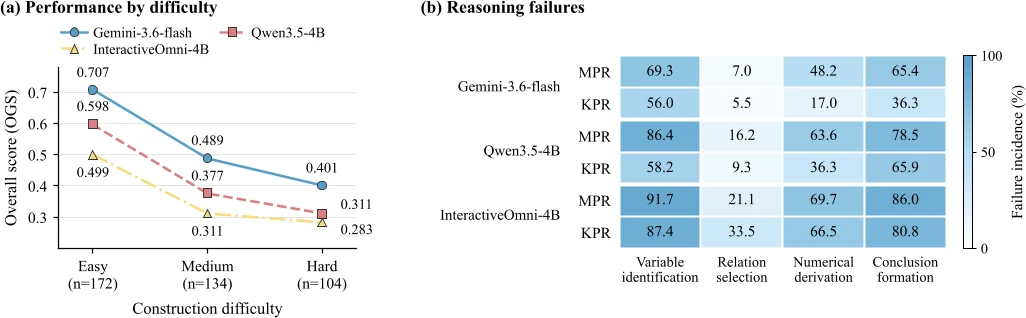 (a) Performance by difficulty
Gemini-3.6-flash
Qwen3.5-4B
InteractiveOmni-4B
Overall score (OGS)
0.7
0.6
0.5
0.4
0.3
0.707
0.598
0.499
0.489
0.377
0.311
0.401
0.311
0.283
Easy
(n=172)
Medium
(n=134)
Hard
(n=104)
Construction difficulty
(b) Reasoning failures
Gemini-3.6-flash
MPR 69.3 7.0 48.2 65.4
KPR 56.0 5.5 17.0 36.3
Qwen3.5-4B
MPR 86.4 16.2 63.6 78.5
KPR 58.2 9.3 36.3 65.9
InteractiveOmni-4B
MPR 91.7 21.1 69.7 86.0
KPR 87.4 33.5 66.5 80.8
Variable
identification
Relation
selection
Numerical
derivation
Conclusion
formation
100
50
0
Failure incidence (%)